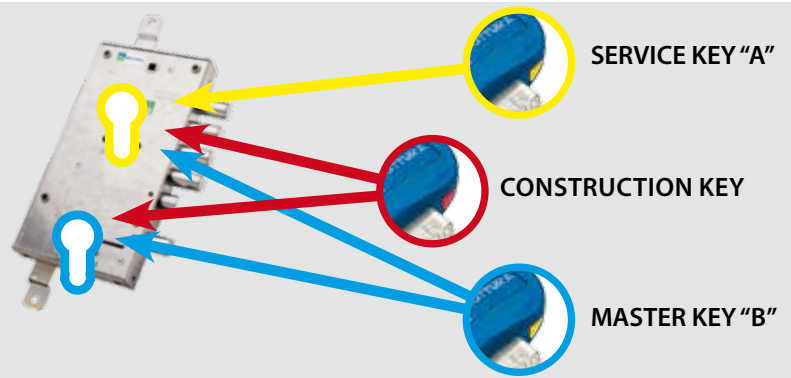 SERVICE KEY “A”
CONSTRUCTION KEY
MASTER KEY “B”